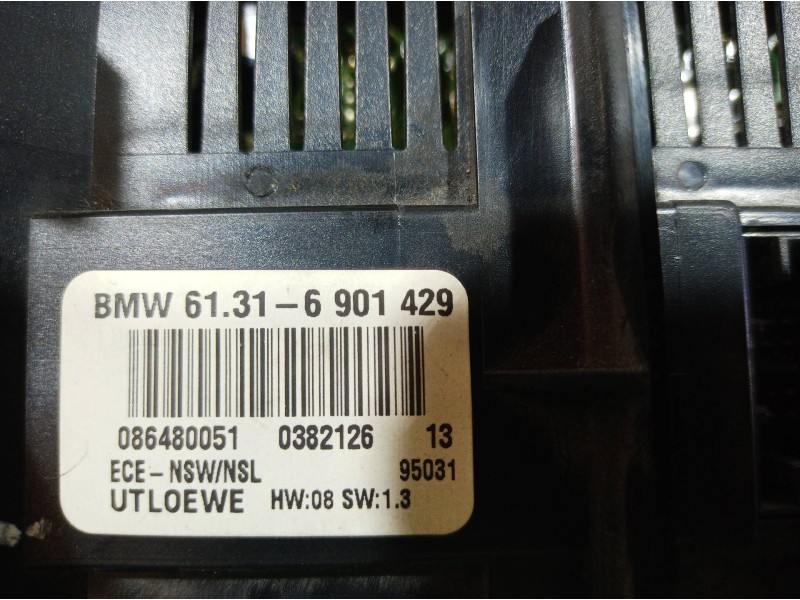 BMW 61.31-6 901 429
086480051 0382126 13
ECE-NSW/NSL 95031
UTLOEWE HW:08 SW:1.3